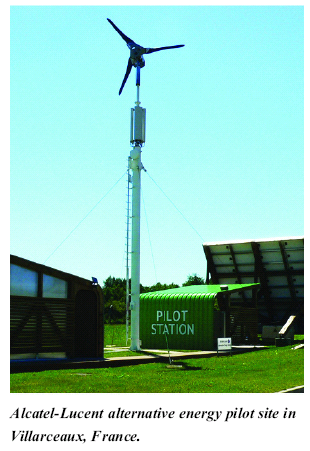 PILOT
STATION
Alcatel-Lucent alternative energy pilot site in
Villarceaux, France.